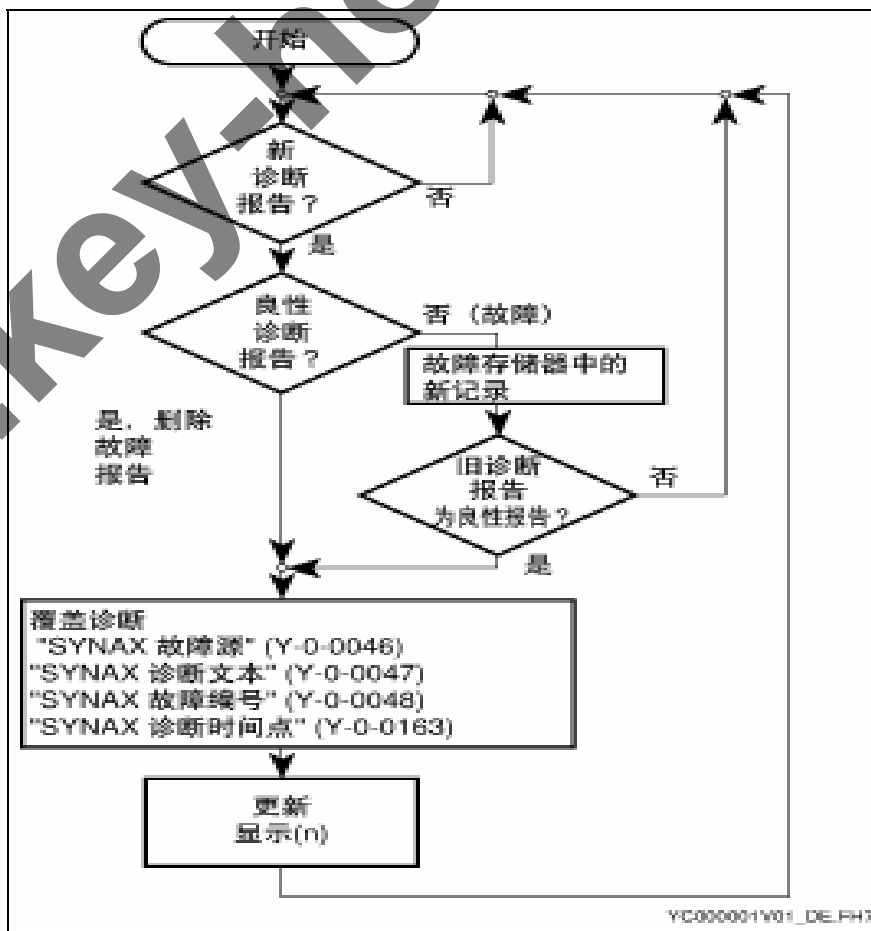 开始
新
诊断
报告？
否
是
良性
诊断
报告？
否（故障）
故障存储器中的
新记录
是，删除
故障
报告
旧诊断
报告
为良性报告？
否
是
覆盖诊断
"SYNAX 故障源" (Y-0-0046)
"SYNAX 诊断文本" (Y-0-0047)
"SYNAX 故障编号" (Y-0-0048)
"SYNAX 诊断时间点" (Y-0-0163)
更新
显示(n)
YC000001V01_DE.FH7
.key-ho